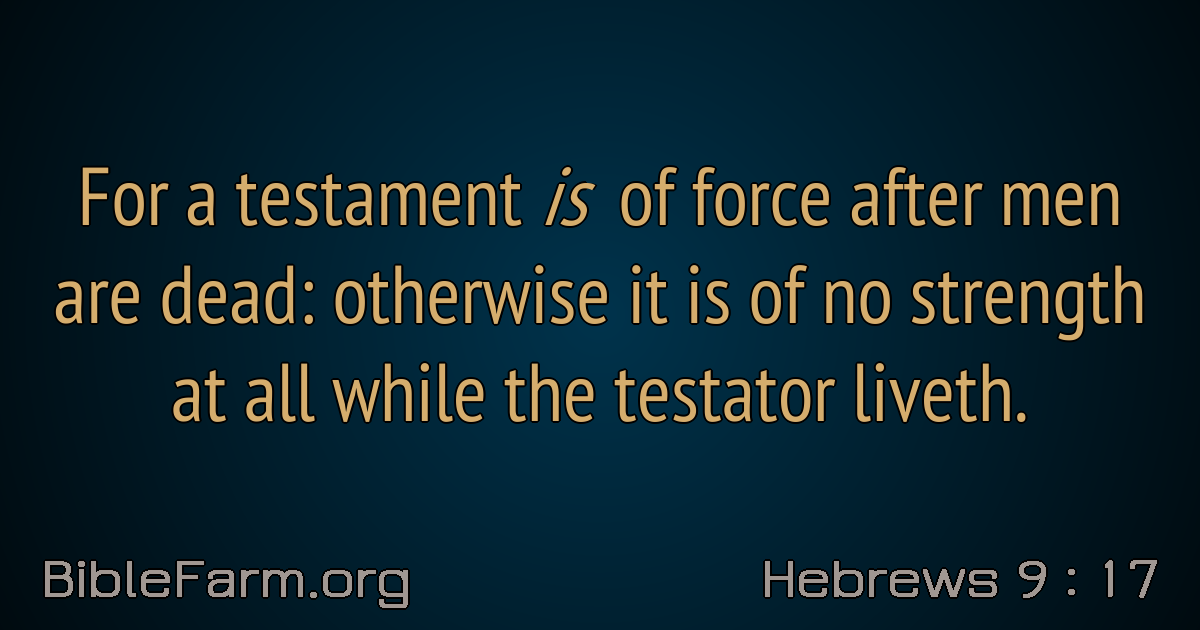 For a testament is of force after men
are dead: otherwise it is of no strength
at all while the testator liveth.
BibleFarm.org
Hebrews 9 : 17